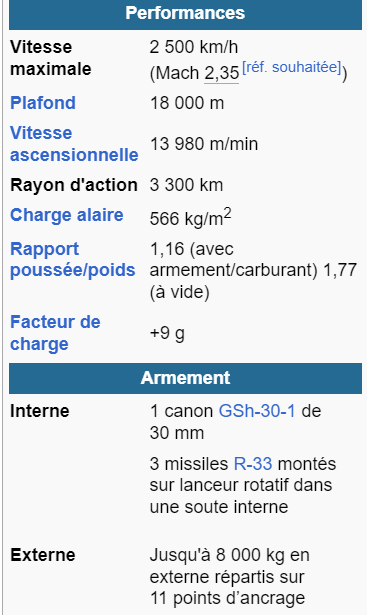 Performances
Vitesse maximale 2 500 km/h (Mach 2,35 [réf. souhaitée])
Plafond 18 000 m
Vitesse ascensionnelle 13 980 m/min
Rayon d'action 3 300 km
Charge alaire 566 kg/m2
Rapport poussée/poids 1,16 (avec armement/carburant) 1,77 (à vide)
Facteur de charge +9 g
Armement
Interne 1 canon GSh-30-1 de 30 mm
3 missiles R-33 montés sur lanceur rotatif dans une soute interne
Externe Jusqu'à 8 000 kg en externe répartis sur 11 points d’ancrage